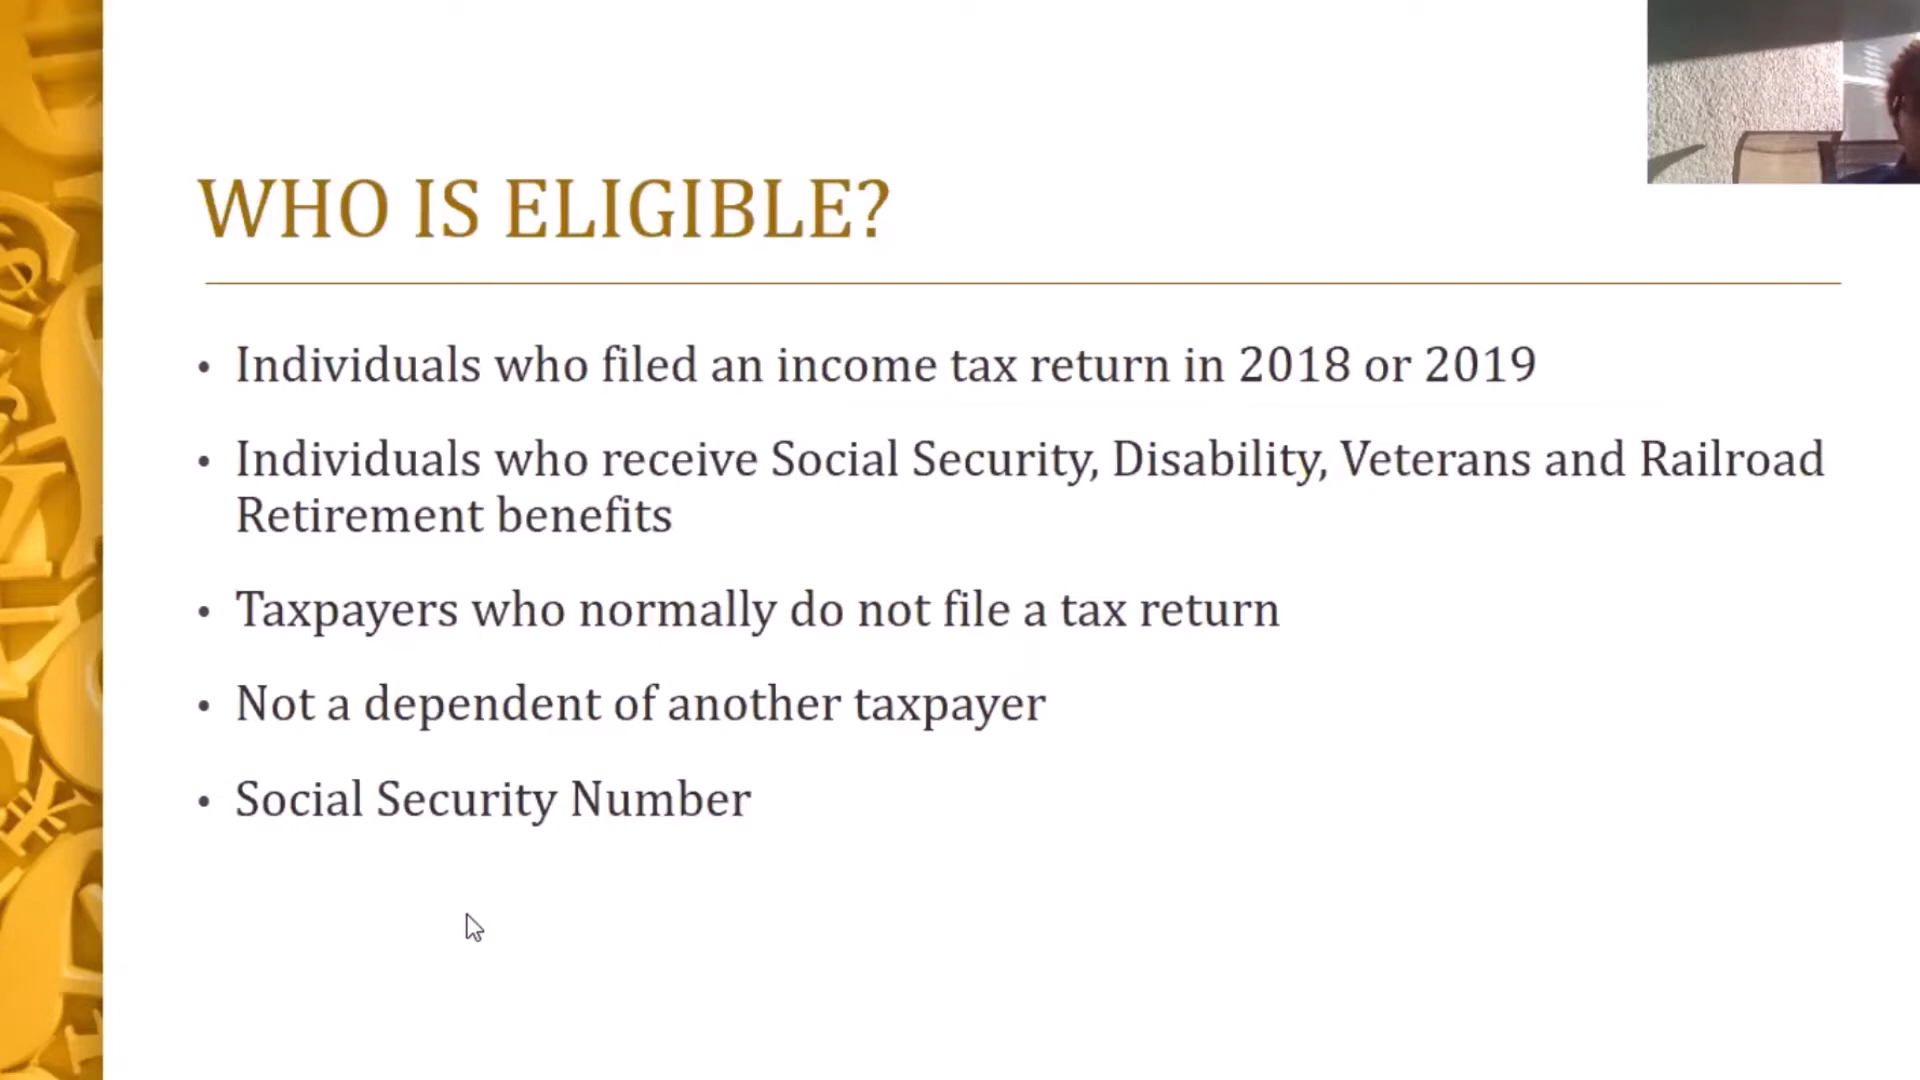 WHO IS ELIGIBLE?
• Individuals who filed an income tax return in 2018 or 2019
• Individuals who receive Social Security, Disability, Veterans and Railroad
Retirement benefits
• Taxpayers who normally do not file a tax return
• Not a dependent of another taxpayer
• Social Security Number